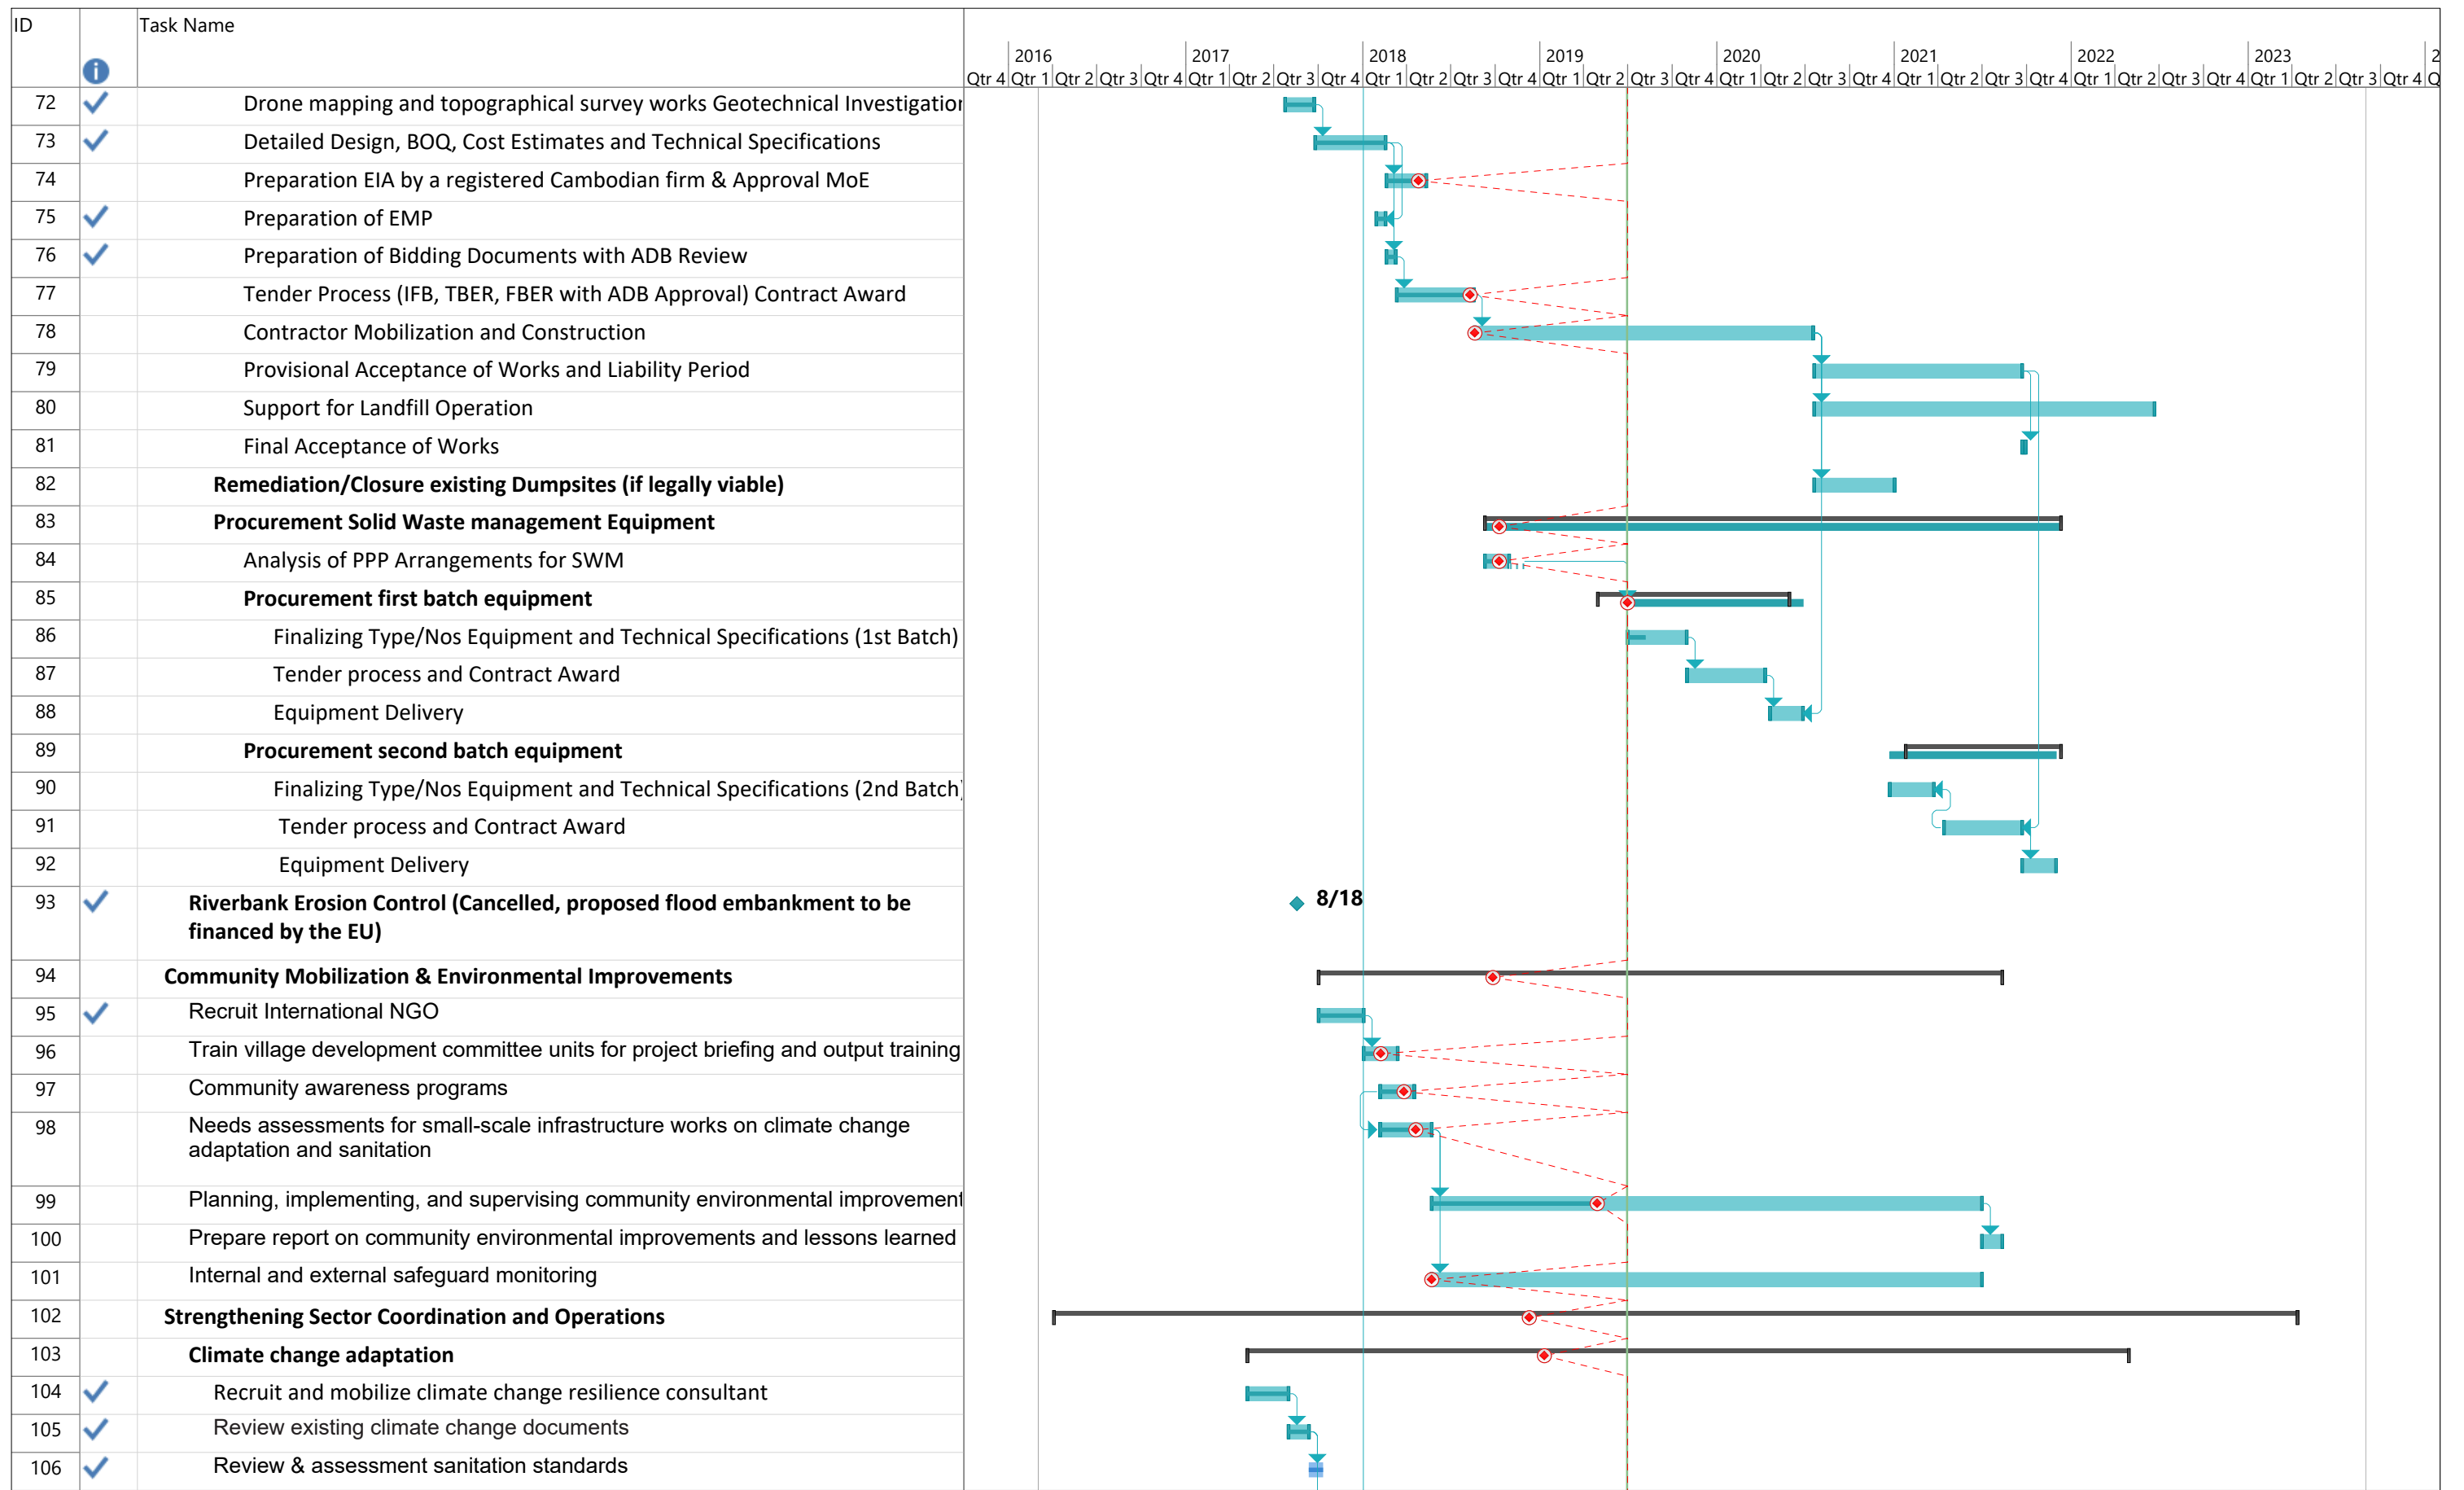 ID Task Name
2016 2017 2018 2019 2020 2021 2022 2023 2
Qtr 4 Qtr 1 Qtr 2 Qtr 3 Qtr 4 Qtr 1 Qtr 2 Qtr 3 Qtr 4 Qtr 1 Qtr 2 Qtr 3 Qtr 4 Qtr 1 Qtr 2 Qtr 3 Qtr 4 Qtr 1 Qtr 2 Qtr 3 Qtr 4 Qtr 1 Qtr 2 Qtr 3 Qtr 4 Qtr 1 Qtr 2 Qtr 3 Qtr 4 Qtr 1 Qtr 2 Qtr 3 Qtr 4 Q
72 Drone mapping and topographical survey works Geotechnical Investigation
73 Detailed Design, BOQ, Cost Estimates and Technical Specifications
74 Preparation EIA by a registered Cambodian firm & Approval MoE
75 Preparation of EMP
76 Preparation of Bidding Documents with ADB Review
77 Tender Process (IFB, TBER, FBER with ADB Approval) Contract Award
78 Contractor Mobilization and Construction
79 Provisional Acceptance of Works and Liability Period
80 Support for Landfill Operation
81 Final Acceptance of Works
82 Remediation/Closure existing Dumpsites (if legally viable)
83 Procurement Solid Waste management Equipment
84 Analysis of PPP Arrangements for SWM
85 Procurement first batch equipment
86 Finalizing Type/Nos Equipment and Technical Specifications (1st Batch)
87 Tender process and Contract Award
88 Equipment Delivery
89 Procurement second batch equipment
90 Finalizing Type/Nos Equipment and Technical Specifications (2nd Batch)
91 Tender process and Contract Award
92 Equipment Delivery
93 Riverbank Erosion Control (Cancelled, proposed flood embankment to be 8/18
financed by the EU)
94 Community Mobilization & Environmental Improvements
95 Recruit International NGO
96 Train village development committee units for project briefing and output training
97 Community awareness programs
98 Needs assessments for small-scale infrastructure works on climate change
adaptation and sanitation
99 Planning, implementing, and supervising community environmental improvement
100 Prepare report on community environmental improvements and lessons learned
101 Internal and external safeguard monitoring
102 Strengthening Sector Coordination and Operations
103 Climate change adaptation
104 Recruit and mobilize climate change resilience consultant
105 Review existing climate change documents
106 Review & assessment sanitation standards